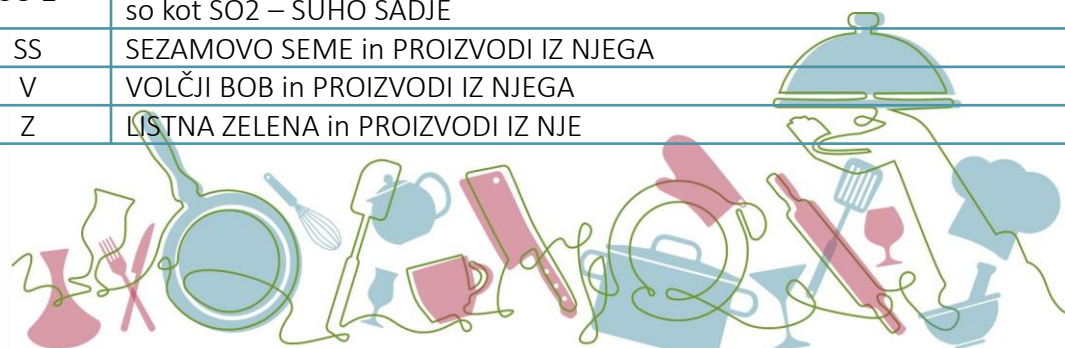 so kot SO2 – SUHO SADJE
SS SEZAMOVO SEME in PROIZVODI IZ NJEGA
V VOLČJI BOB in PROIZVODI IZ NJEGA
Z LISTNA ZELENA in PROIZVODI IZ NJE